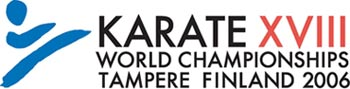 KARATE XVIII
WORLD CHAMPIONSHIPS
TAMPERE FINLAND 2006